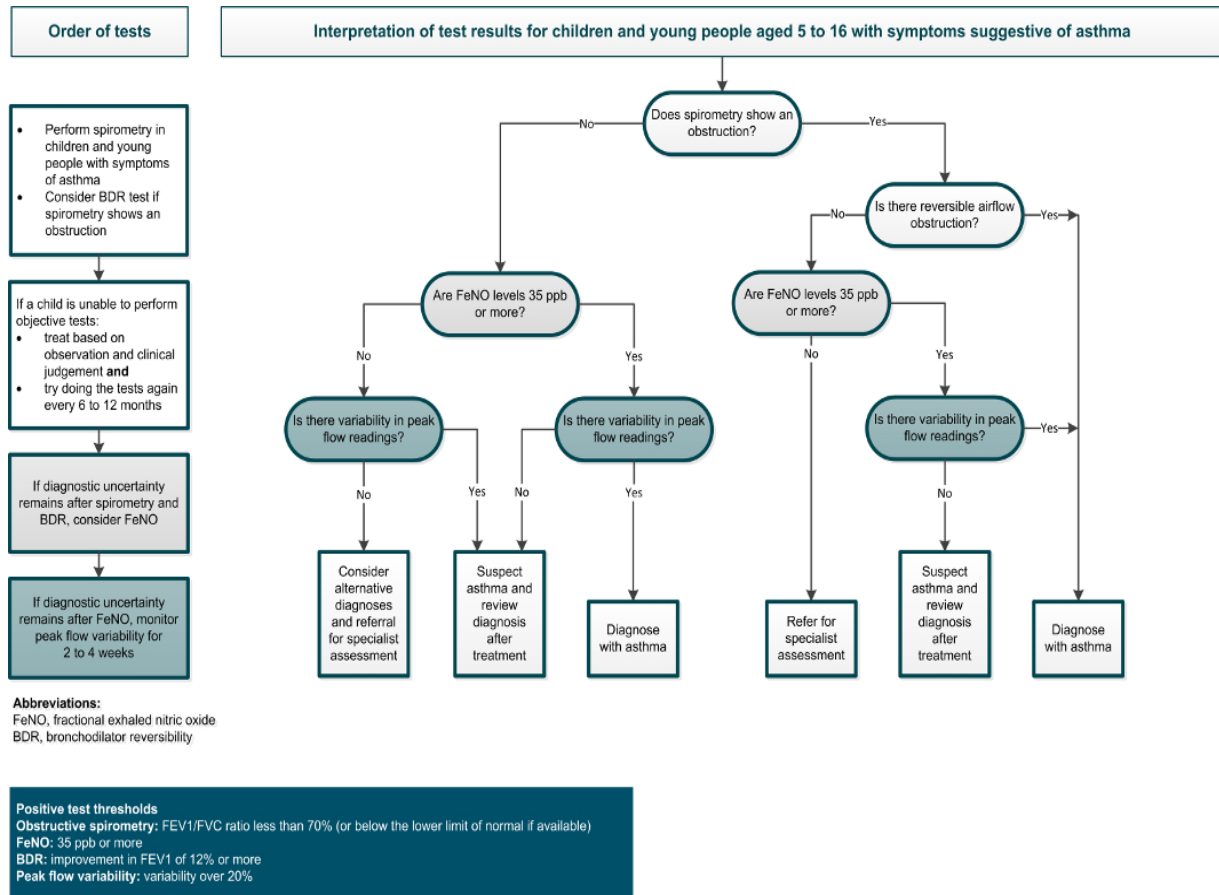 Order of tests
Interpretation of test results for children and young people aged 5 to 16 with symptoms suggestive of asthma
• Perform spirometry in
children and young
people with symptoms
of asthma
• Consider BDR test if
spirometry shows an
obstruction
If a child is unable to perform
objective tests:
• treat based on
observation and clinical
judgement and
• try doing the tests again
every 6 to 12 months
If diagnostic uncertainty
remains after spirometry and
BDR, consider FeNO
If diagnostic uncertainty
remains after FeNO, monitor
peak flow variability for
2 to 4 weeks
Abbreviations:
FeNO, fractional exhaled nitric oxide
BDR, bronchodilator reversibility
Does spirometry show an
obstruction?
No
Yes
Is there reversible airflow
obstruction?
No
Yes
Are FeNO levels 35 ppb
or more?
No
Yes
Are FeNO levels 35 ppb
or more?
No
Yes
Is there variability in peak
flow readings?
No
Yes
Is there variability in peak
flow readings?
No
Yes
Is there variability in peak
flow readings?
Yes
No
Consider
alternative
diagnoses
and referral
for specialist
assessment
Suspect
asthma and
review
diagnosis
after
treatment
Diagnose
with asthma
Refer for
specialist
assessment
Suspect
asthma and
review
diagnosis
after
treatment
Diagnose
with asthma
Positive test thresholds
Obstructive spirometry: FEV1/FVC ratio less than 70% (or below the lower limit of normal if available)
FeNO: 35 ppb or more
BDR: improvement in FEV1 of 12% or more
Peak flow variability: variability over 20%